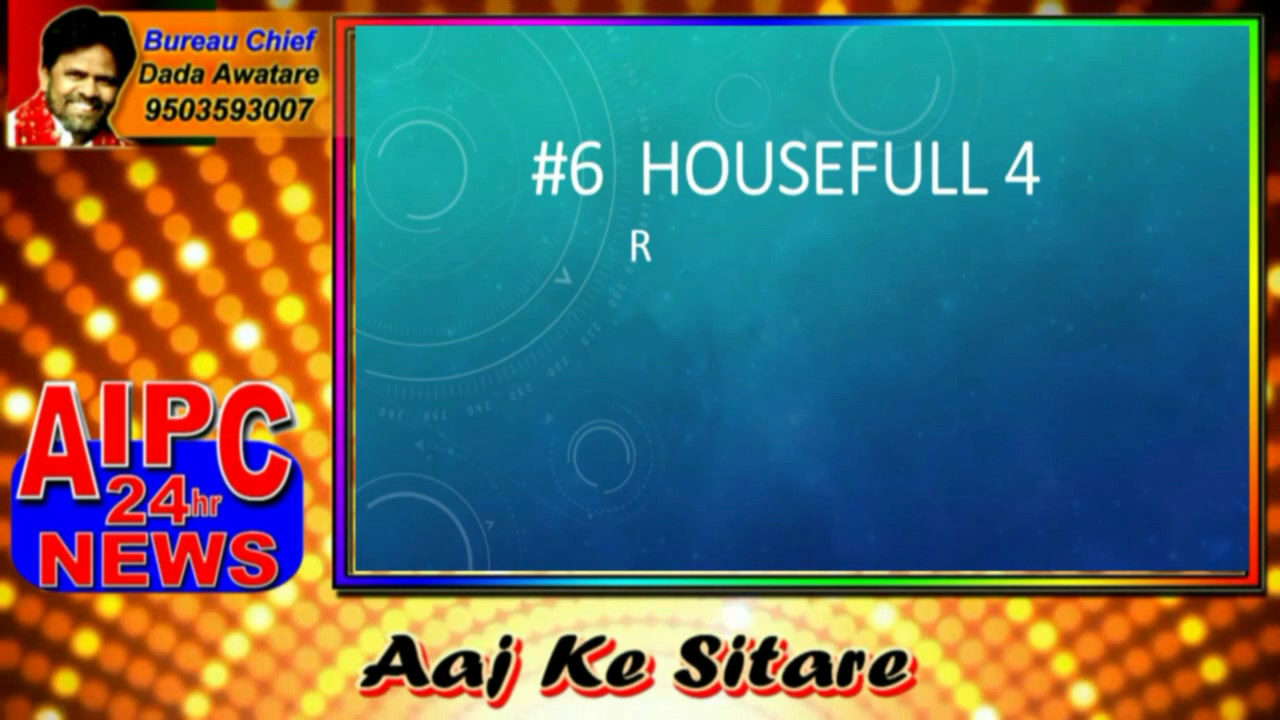 Bureau Chief
Dada Awatare
9503593007
#6 HOUSEFULL 4
R
AIPC
24hr
NEWS
Aaj Ke Sitare